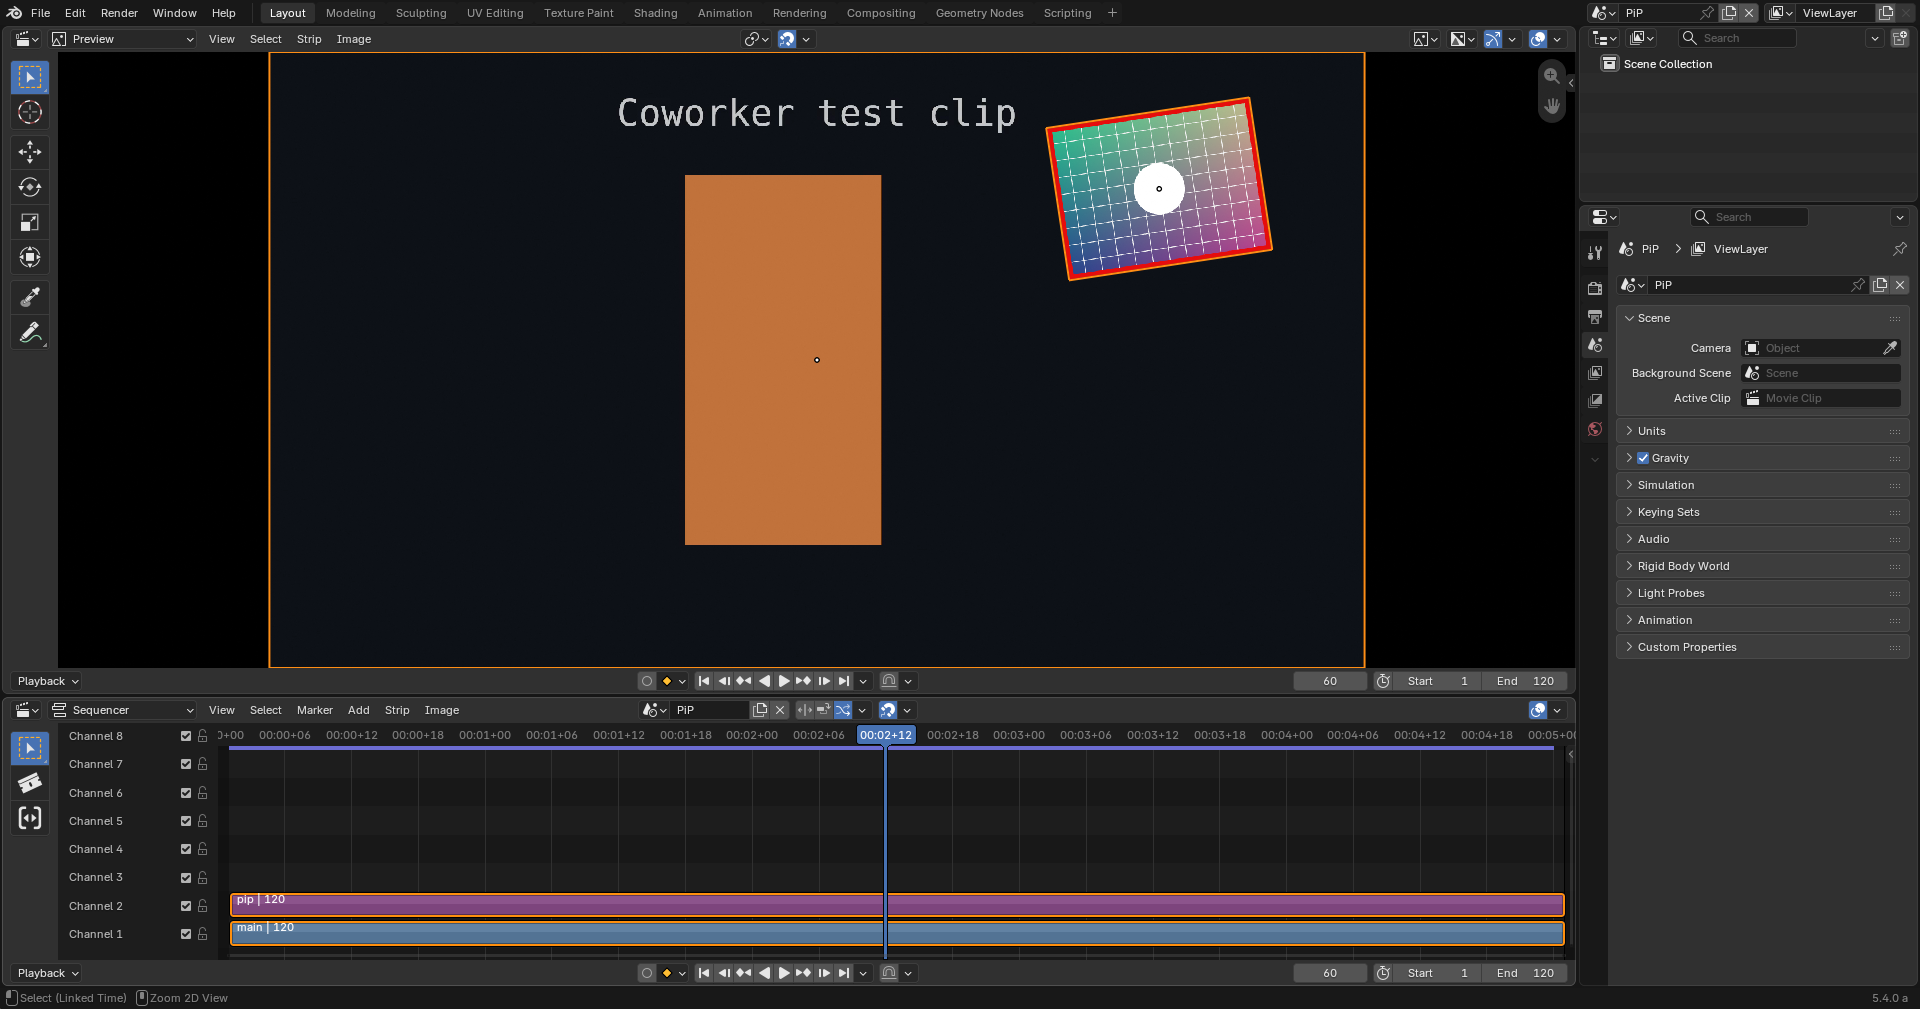 File Edit Render Window Help Layout Modeling Sculpting UV Editing Texture Paint Shading Animation Rendering Compositing Geometry Nodes Scripting + PiP ViewLayer
Preview View Select Strip Image Search
Scene Collection
Coworker test clip
Search
PiP > ViewLayer
PiP
Scene
Camera Object
Background Scene Scene
Active Clip Movie Clip
Units
Gravity
Simulation
Keying Sets
Audio
Rigid Body World
Light Probes
Animation
Custom Properties
Playback 60 Start 1 End 120
Sequencer View Select Marker Add Strip Image PiP
Channel 8 0+00 00:00+06 00:00+12 00:00+18 00:01+00 00:01+06 00:01+12 00:01+18 00:02+00 00:02+06 00:02+12 00:02+18 00:03+00 00:03+06 00:03+12 00:03+18 00:04+00 00:04+06 00:04+12 00:04+18 00:05+00
Channel 7
Channel 6
Channel 5
Channel 4
Channel 3
Channel 2 pip | 120
Channel 1 main | 120
Playback 60 Start 1 End 120
Select (Linked Time) Zoom 2D View 5.4.0 a